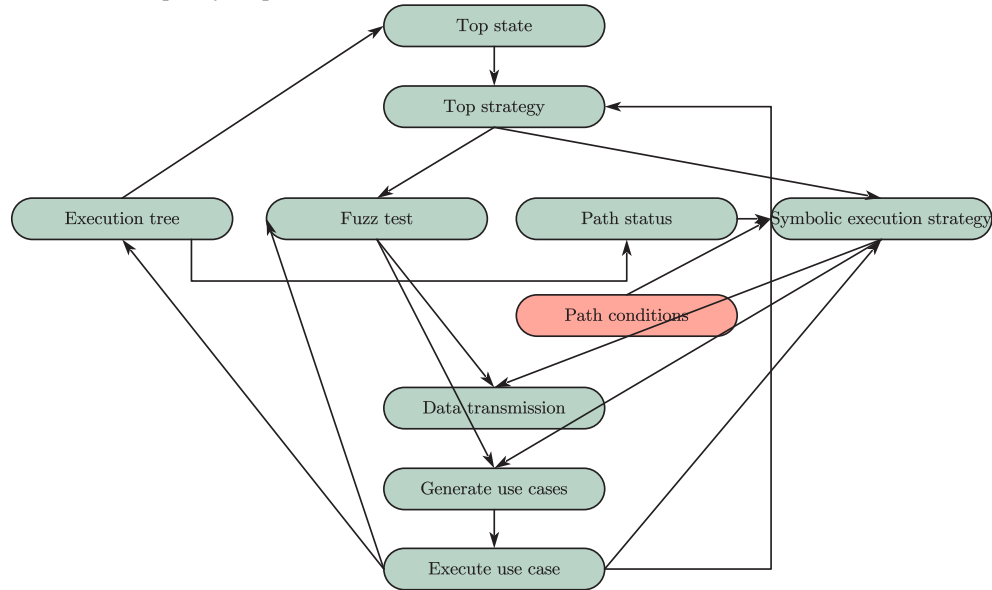 Top state
Top strategy
Execution tree
Fuzz test
Path status
Symbolic execution strategy
Path conditions
Data transmission
Generate use cases
Execute use case